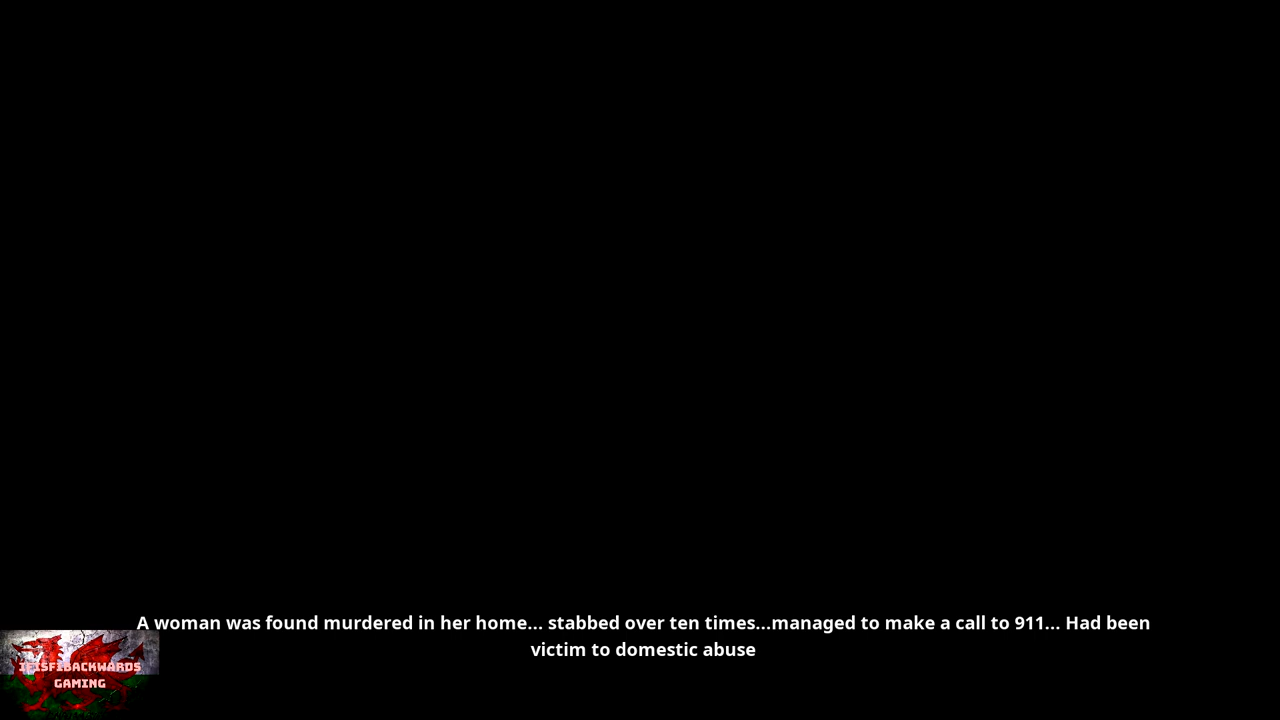 A woman was found murdered in her home... stabbed over ten times...managed to make a call to 911... Had been
victim to domestic abuse
IFISFIBACKWARDS
GAMING